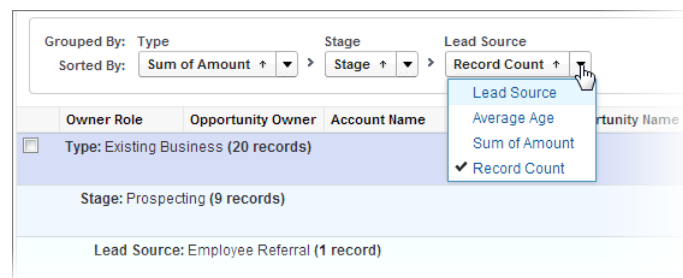 Grouped By: Type Stage Lead Source
Sorted By: Sum of Amount ↑ ▼ > Stage ↑ ▼ > Record Count ↑ ▼
Lead Source
Average Age
Sum of Amount
✔ Record Count
Owner Role Opportunity Owner Account Name rtunity Name
Type: Existing Business (20 records)
Stage: Prospecting (9 records)
Lead Source: Employee Referral (1 record)